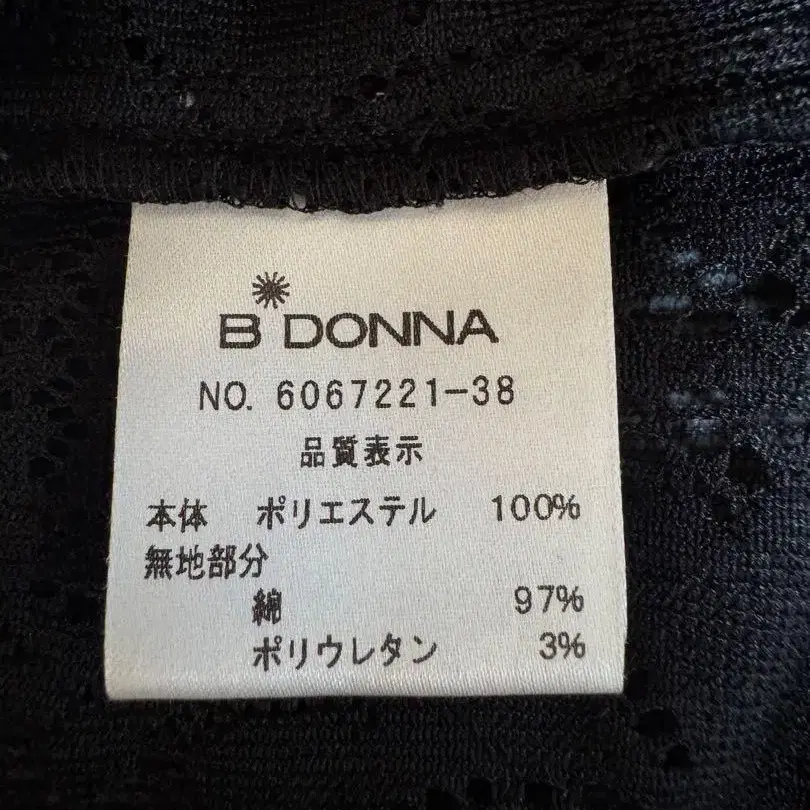 B DONNA
NO. 6067221-38
品質表示
本体 ポリエステル 100%
無地部分
綿 97%
ポリウレタン 3%